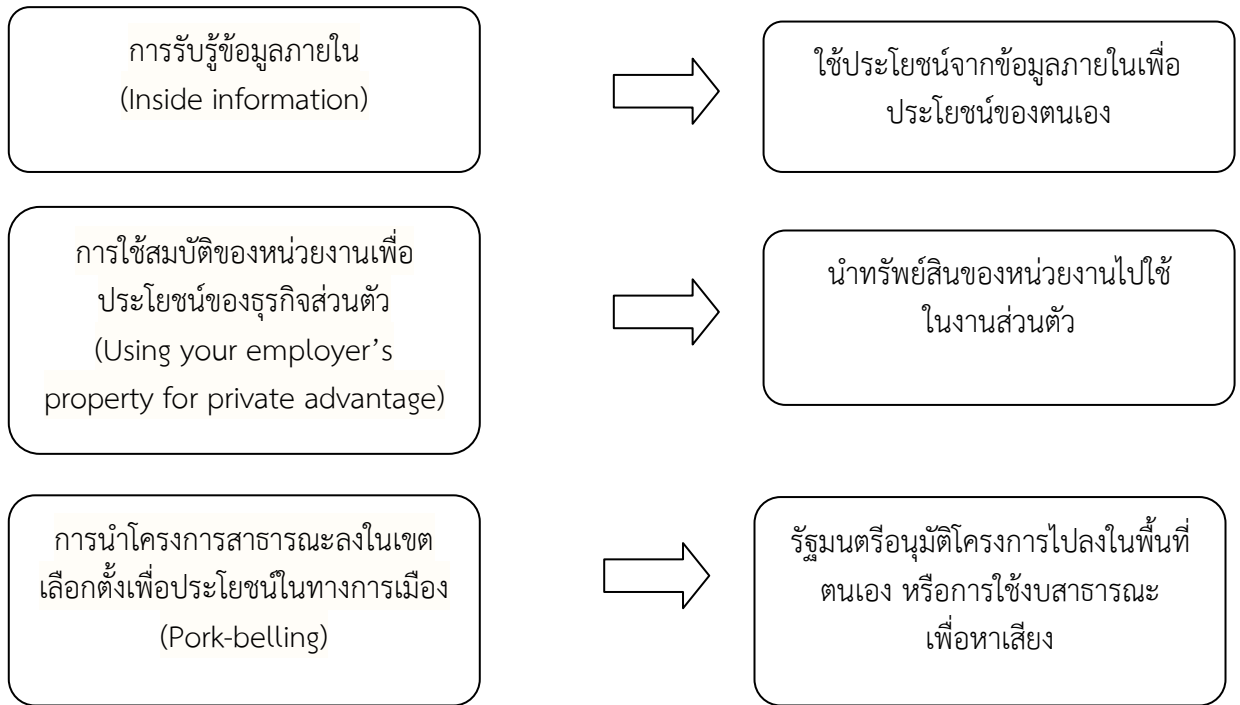 การรับรู้ข้อมูลภายใน
(Inside information)
ใช้ประโยชน์จากข้อมูลภายในเพื่อ
ประโยชน์ของตนเอง
การใช้สมบัติของหน่วยงานเพื่อ
ประโยชน์ของธุรกิจส่วนตัว
(Using your employer’s
property for private advantage)
นำทรัพย์สินของหน่วยงานไปใช้
ในงานส่วนตัว
การนำโครงการสาธารณะลงในเขต
เลือกตั้งเพื่อประโยชน์ในทางการเมือง
(Pork-belling)
รัฐมนตรีอนุมัติโครงการไปลงในพื้นที่
ตนเอง หรือการใช้งบสาธารณะ
เพื่อหาเสียง